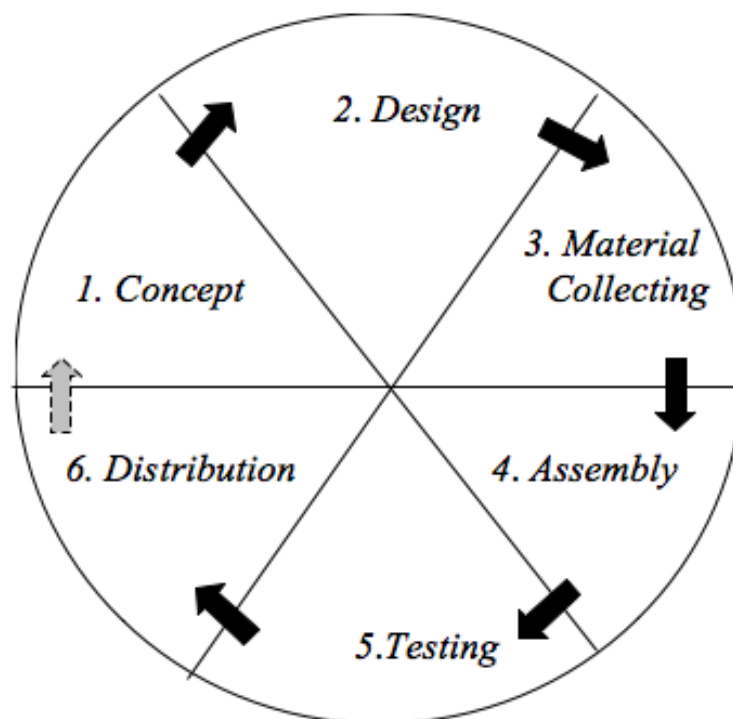 1. Concept
2. Design
3. Material
Collecting
4. Assembly
5.Testing
6. Distribution